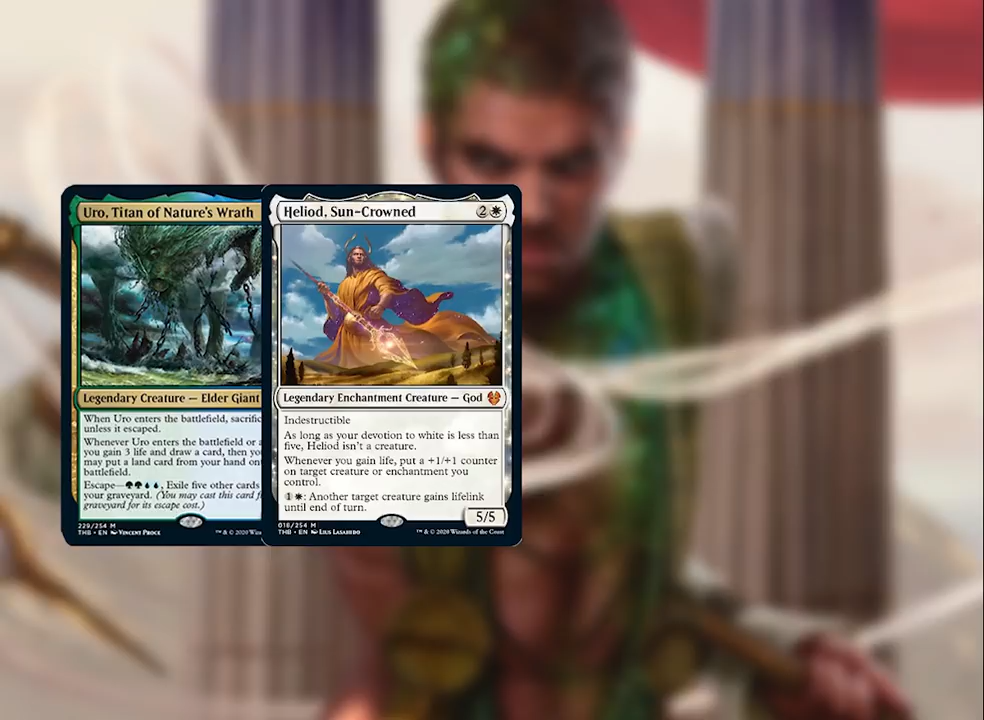 Uro, Titan of Nature's Wrath
Legendary Creature — Elder Giant
When Uro enters the battlefield, sacrific
unless it escaped.
Whenever Uro enters the battlefield or a
you gain 3 life and draw a card, then yo
may put a land card from your hand on
battlefield.
Escape—, Exile five other cards
your graveyard. (You may cast this card f
graveyard for its escape cost.)
229/254 M
THB • EN Vincent Proce
™ & © 2020 Wiza
Heliod, Sun-Crowned
2
Legendary Enchantment Creature — God
Indestructible
As long as your devotion to white is less than
five, Heliod isn't a creature.
Whenever you gain life, put a +1/+1 counter
on target creature or enchantment you
control.
1: Another target creature gains lifelink
until end of turn.
5/5
018/254 M
THB • EN Lius Lasahido
™ & © 2020 Wizards of the Coast